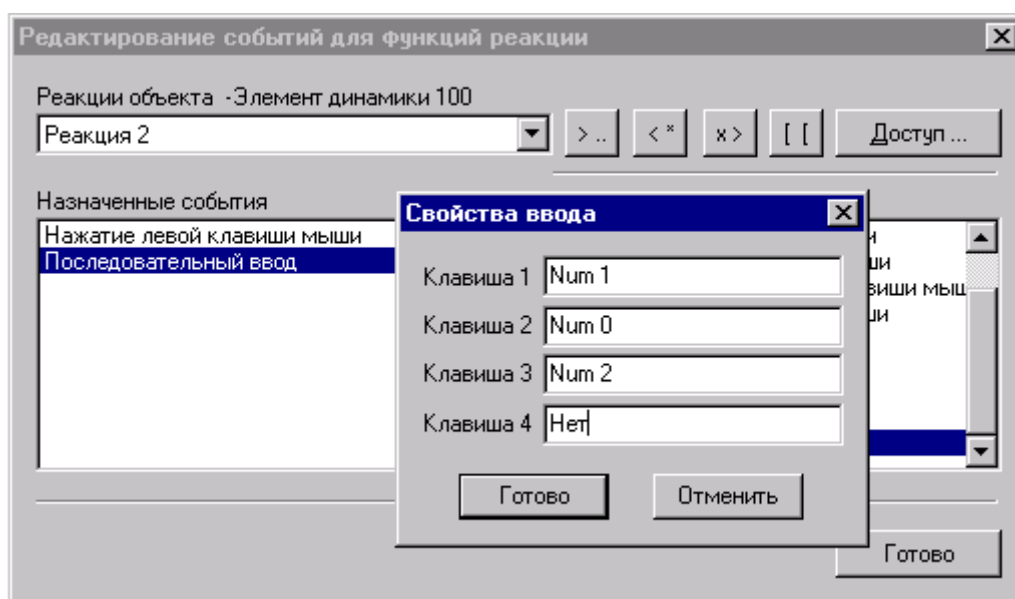 Редактирование событий для функций реакции
Реакции объекта -Элемент динамики 100
Реакция 2
> ..
< *
x >
[ [
Доступ ...
Назначенные события
Нажатие левой клавиши мыши
Последовательный ввод
Свойства ввода
Клавиша 1 Num 1
Клавиша 2 Num 0
Клавиша 3 Num 2
Клавиша 4 Нет
Готово
Отменить
Готово